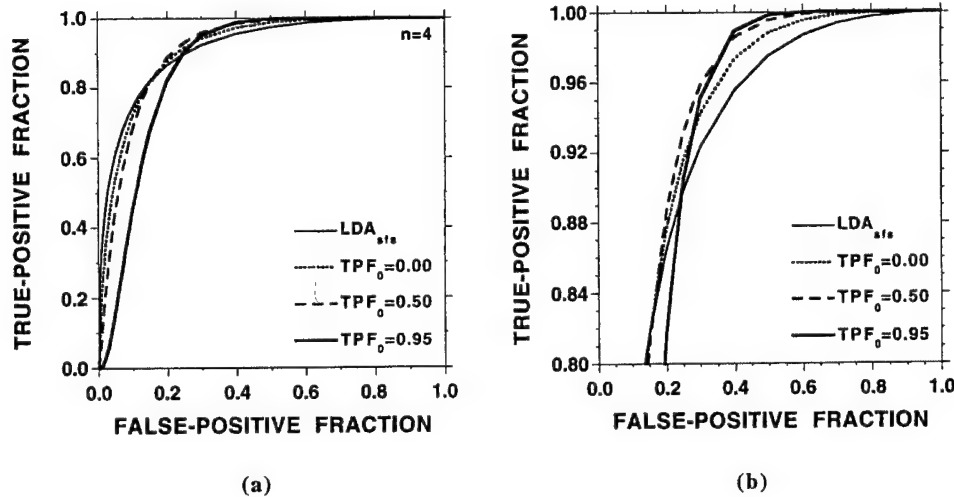 TRUE-POSITIVE FRACTION
1.0
0.8
0.6
0.4
0.2
0.0
n=4
LDAsfs
TPF0=0.00
TPF0=0.50
TPF0=0.95
0.0 0.2 0.4 0.6 0.8 1.0
FALSE-POSITIVE FRACTION
(a)
TRUE-POSITIVE FRACTION
1.00
0.96
0.92
0.88
0.84
0.80
LDAsfs
TPF0=0.00
TPF0=0.50
TPF0=0.95
0.0 0.2 0.4 0.6 0.8 1.0
FALSE-POSITIVE FRACTION
(b)